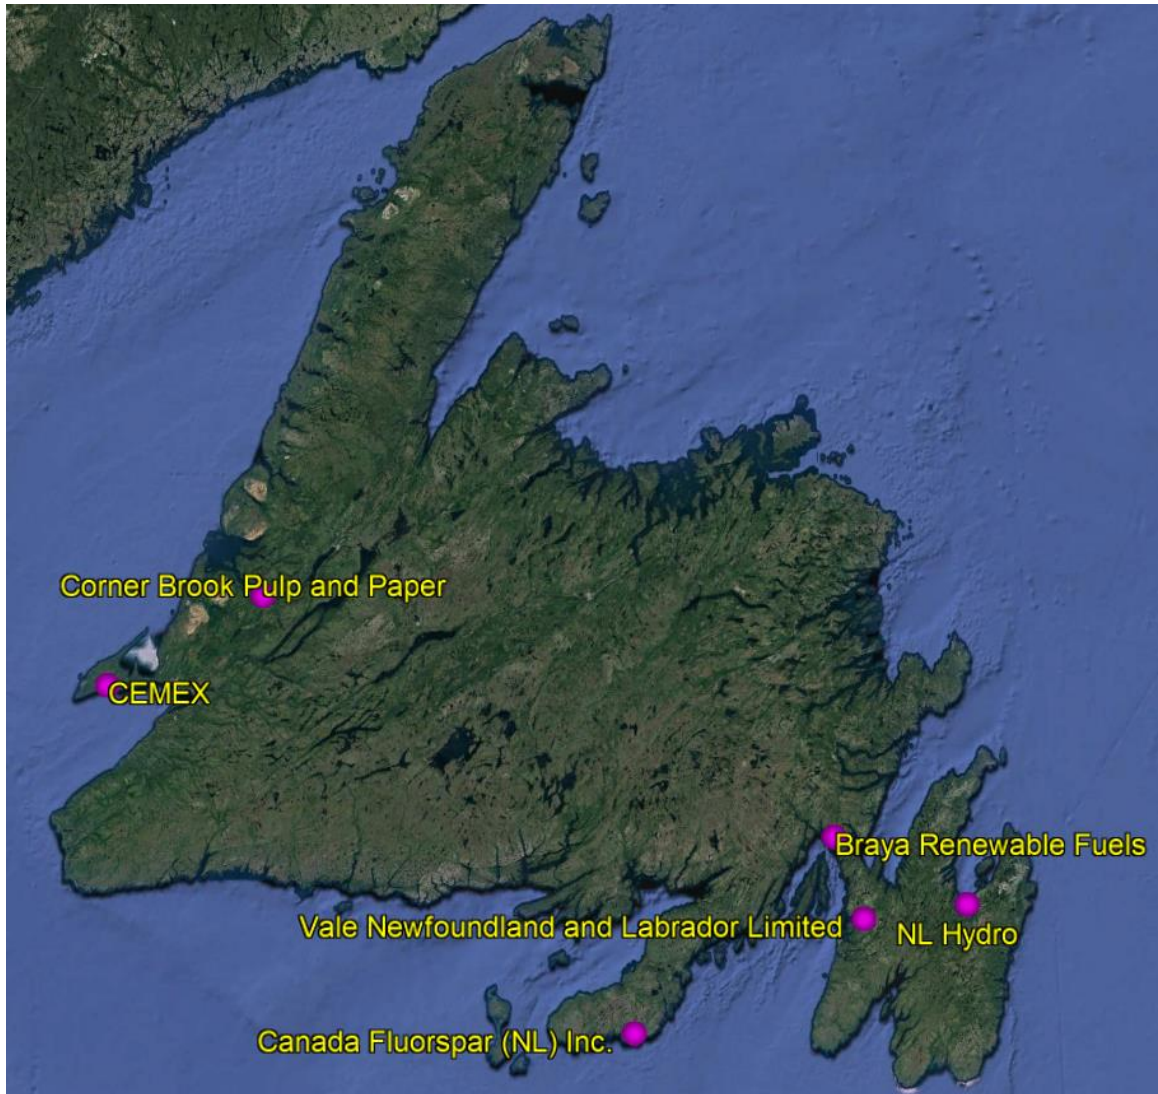 Corner Brook Pulp and Paper
CEMEX
Braya Renewable Fuels
Vale Newfoundland and Labrador Limited
NL Hydro
Canada Fluorspar (NL) Inc.